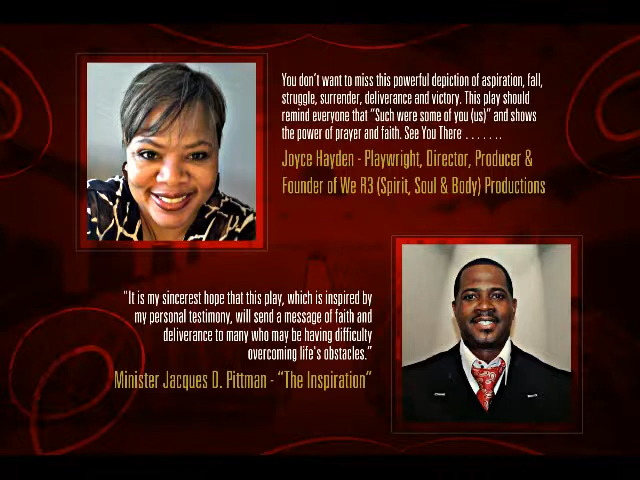 You don't want to miss this powerful depiction of aspiration, fall,
struggle, surrender, deliverance and victory. This play should
remind everyone that "Such were some of you (us)" and shows
the power of prayer and faith. See You There . . . . . . .
Joyce Hayden - Playwright, Director, Producer &
Founder of We R3 (Spirit, Soul & Body) Productions
"It is my sincerest hope that this play, which is inspired by
my personal testimony, will send a message of faith and
deliverance to many who may be having difficulty
overcoming life's obstacles."
Minister Jacques D. Pittman - "The Inspiration"